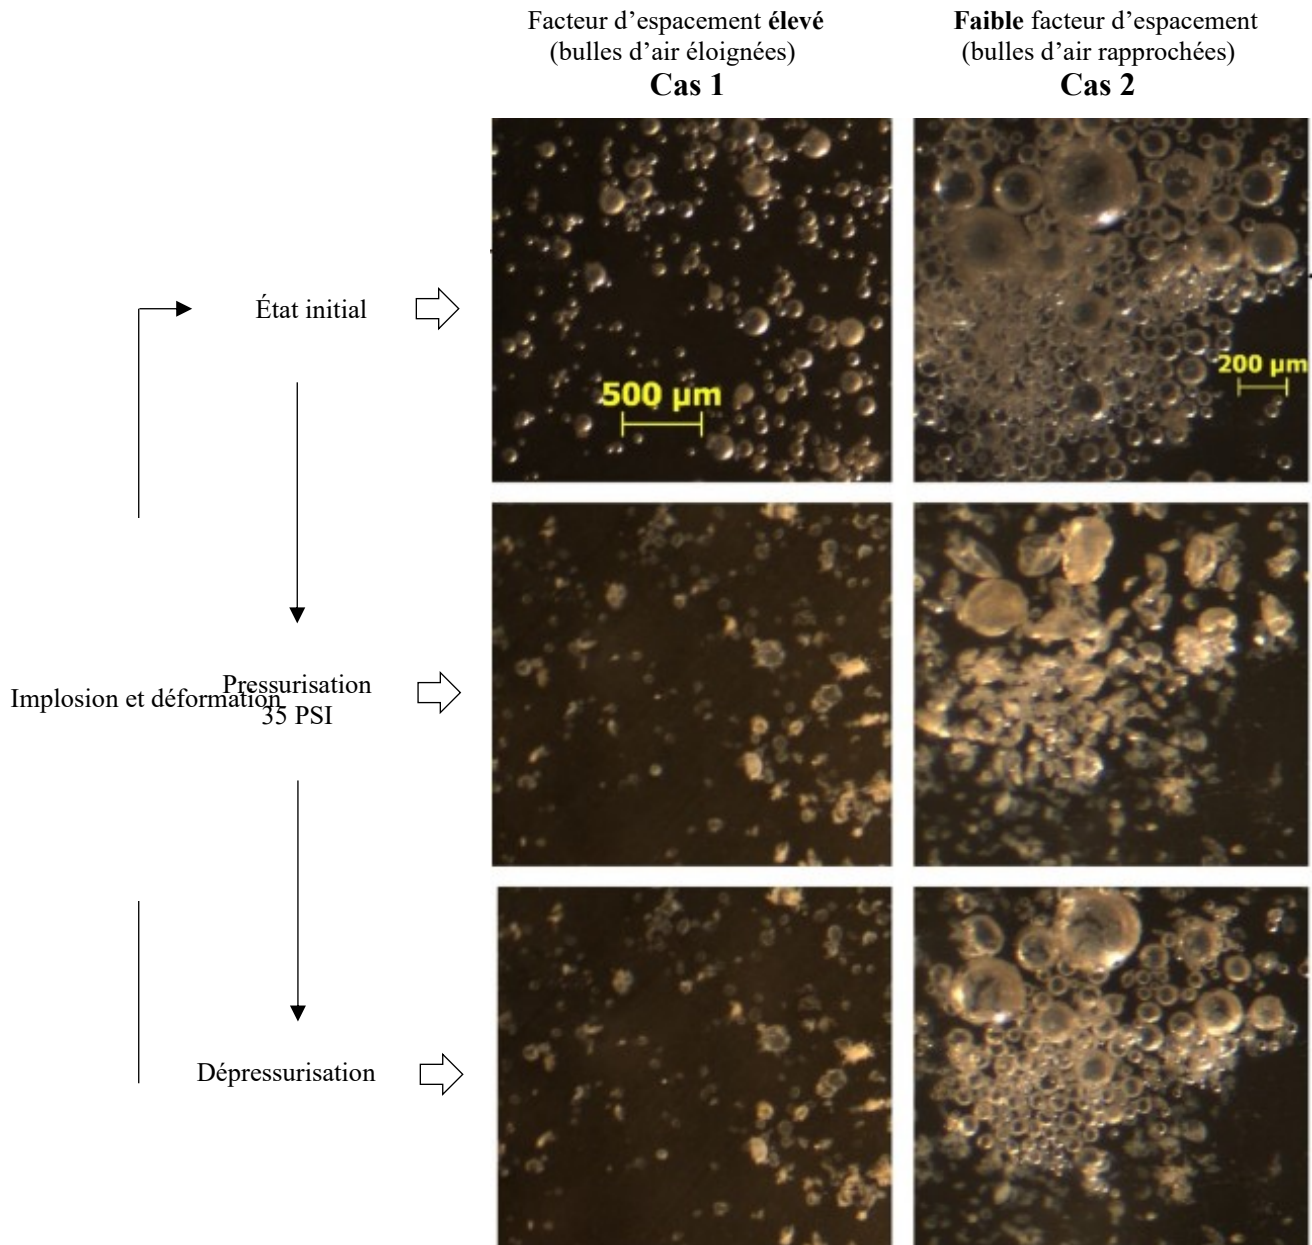 Facteur d’espacement élevé
(bulles d’air éloignées)
Cas 1
Faible facteur d’espacement
(bulles d’air rapprochées)
Cas 2
État initial
500 µm
200 µm
Implosion et déformation
Pressurisation
35 PSI
Dépressurisation